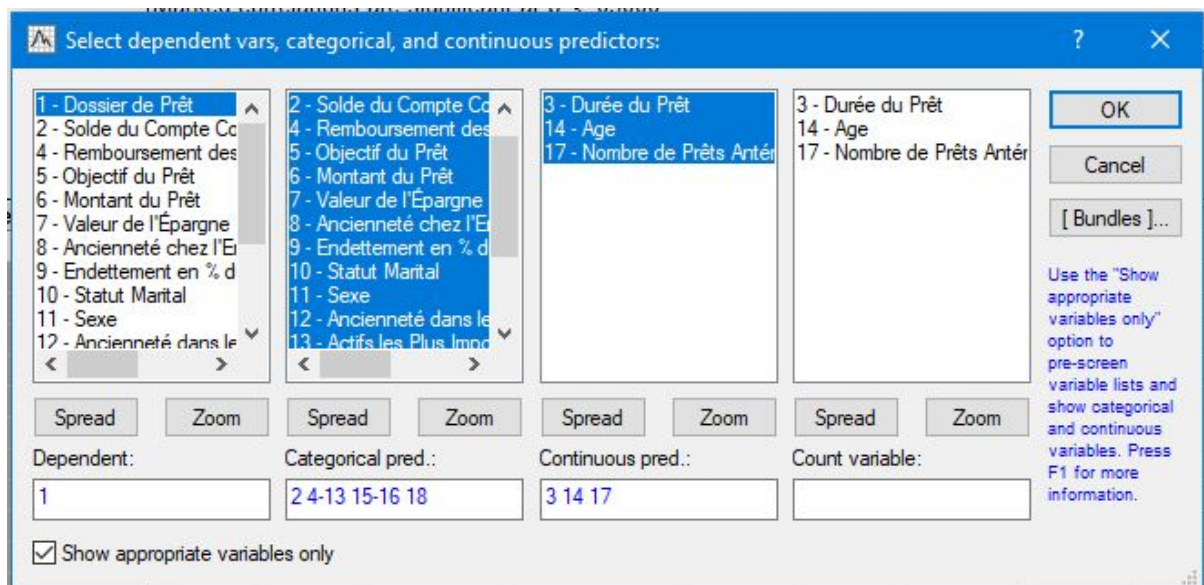 Select dependent vars, categorical, and continuous predictors:
?
1 - Dossier de Prêt
2 - Solde du Compte Co
4 - Remboursement des
5 - Objectif du Prêt
6 - Montant du Prêt
7 - Valeur de l'Épargne
8 - Ancienneté chez l'E
9 - Endettement en % d
10 - Statut Marital
11 - Sexe
12 - Ancienneté dans le
2 - Solde du Compte Co
4 - Remboursement des
5 - Objectif du Prêt
6 - Montant du Prêt
7 - Valeur de l'Épargne
8 - Ancienneté chez l'E
9 - Endettement en % d
10 - Statut Marital
11 - Sexe
12 - Ancienneté dans le
13 - Actifs les Plus Impo
3 - Durée du Prêt
14 - Age
17 - Nombre de Prêts Antér
3 - Durée du Prêt
14 - Age
17 - Nombre de Prêts Antér
OK
Cancel
[ Bundles ]...
Use the "Show
appropriate
variables only"
option to
pre-screen
variable lists and
show categorical
and continuous
variables. Press
F1 for more
information.
Spread Zoom Spread Zoom Spread Zoom Spread Zoom
Dependent: Categorical pred.: Continuous pred.: Count variable:
1 2 4-13 15-16 18 3 14 17
Show appropriate variables only